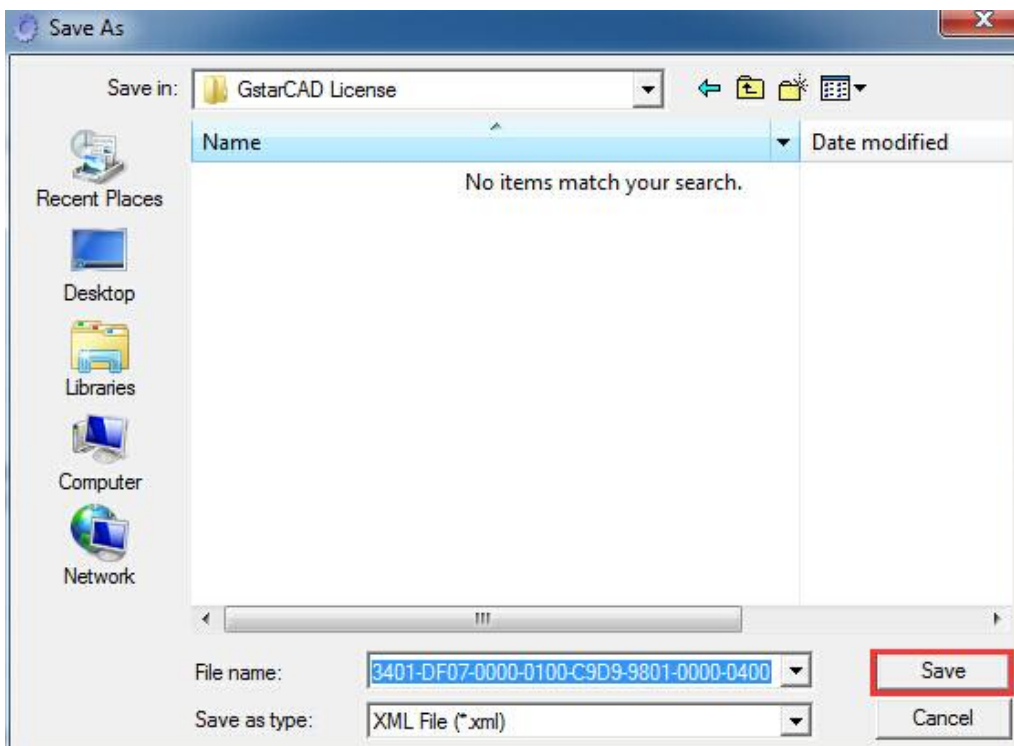 Save As
Save in: GstarCAD License
Name Date modified
No items match your search.
Recent Places
Desktop
Libraries
Computer
Network
File name: 3401-DF07-0000-0100-C9D9-9801-0000-0400 Save
Save as type: XML File (*.xml) Cancel